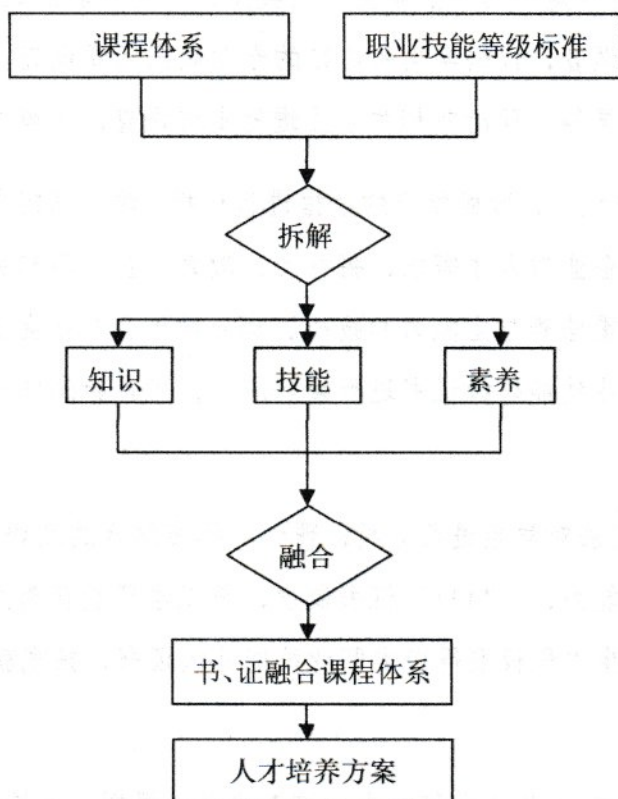 课程体系 职业技能等级标准
拆解
知识 技能 素养
融合
书、证融合课程体系
人才培养方案